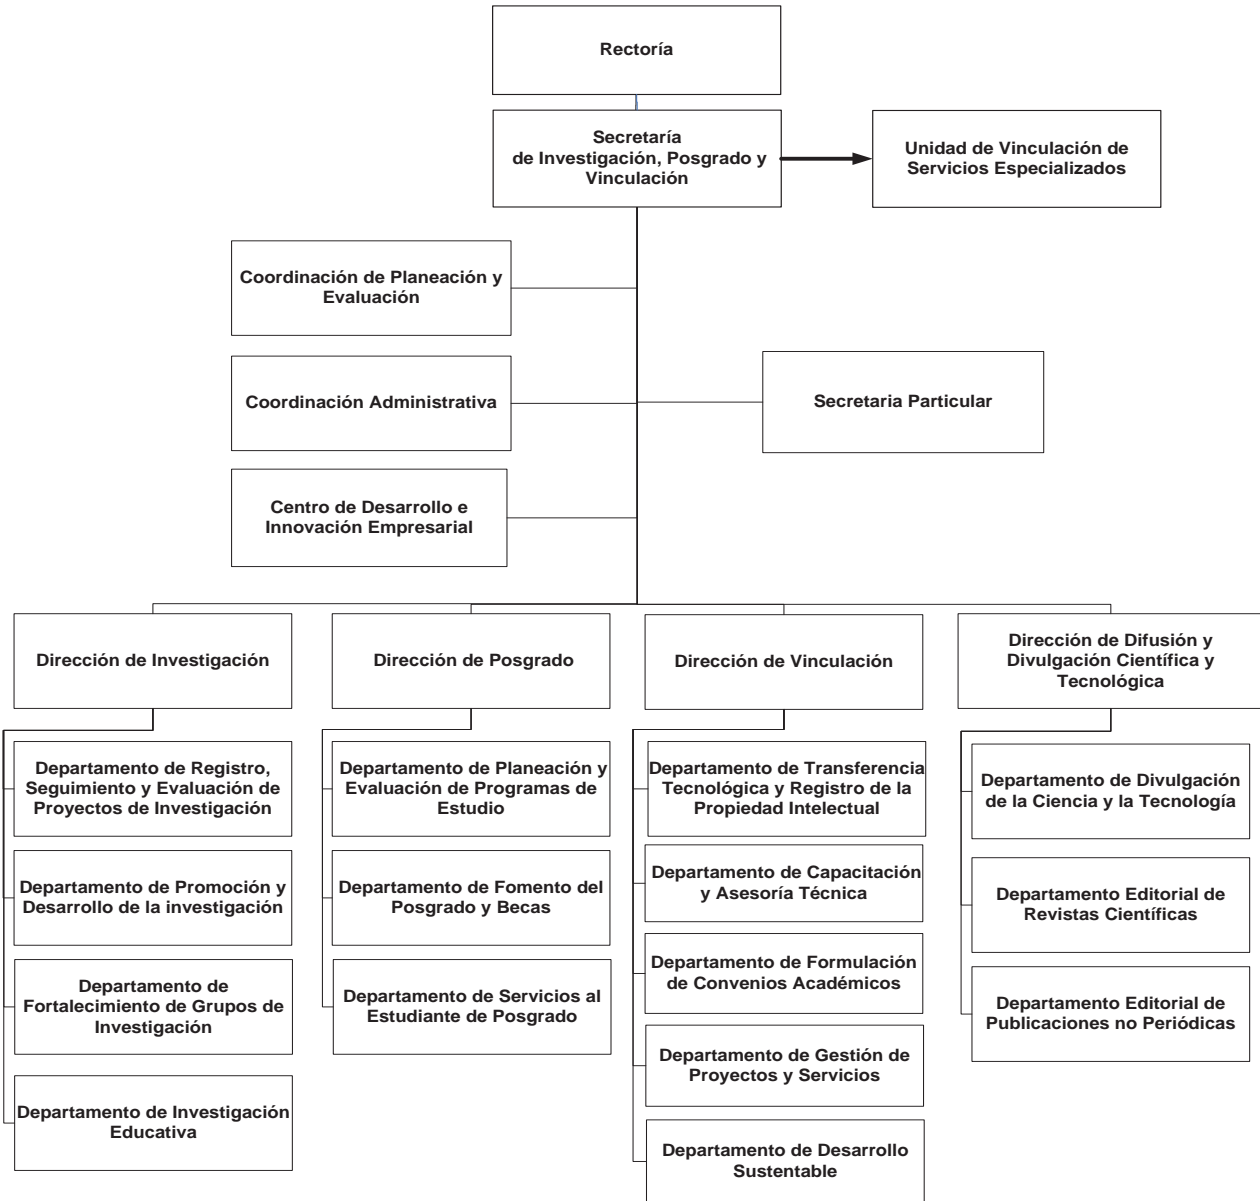 Rectoría
Secretaría
de Investigación, Posgrado y
Vinculación
Unidad de Vinculación de
Servicios Especializados
Coordinación de Planeación y
Evaluación
Coordinación Administrativa
Secretaria Particular
Centro de Desarrollo e
Innovación Empresarial
Dirección de Investigación
Dirección de Posgrado
Dirección de Vinculación
Dirección de Difusión y
Divulgación Científica y
Tecnológica
Departamento de Registro,
Seguimiento y Evaluación de
Proyectos de Investigación
Departamento de Promoción y
Desarrollo de la investigación
Departamento de
Fortalecimiento de Grupos de
Investigación
Departamento de Investigación
Educativa
Departamento de Planeación y
Evaluación de Programas de
Estudio
Departamento de Fomento del
Posgrado y Becas
Departamento de Servicios al
Estudiante de Posgrado
Departamento de Transferencia
Tecnológica y Registro de la
Propiedad Intelectual
Departamento de Capacitación
y Asesoría Técnica
Departamento de Formulación
de Convenios Académicos
Departamento de Gestión de
Proyectos y Servicios
Departamento de Desarrollo
Sustentable
Departamento de Divulgación
de la Ciencia y la Tecnología
Departamento Editorial de
Revistas Científicas
Departamento Editorial de
Publicaciones no Periódicas